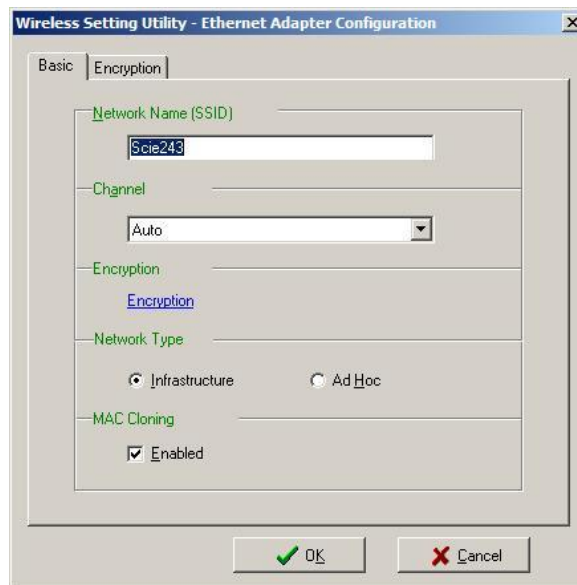 Wireless Setting Utility - Ethernet Adapter Configuration
Basic Encryption
Network Name (SSID)
Scie243
Channel
Auto
Encryption
Encryption
Network Type
Infrastructure Ad Hoc
MAC Cloning
Enabled
OK Cancel